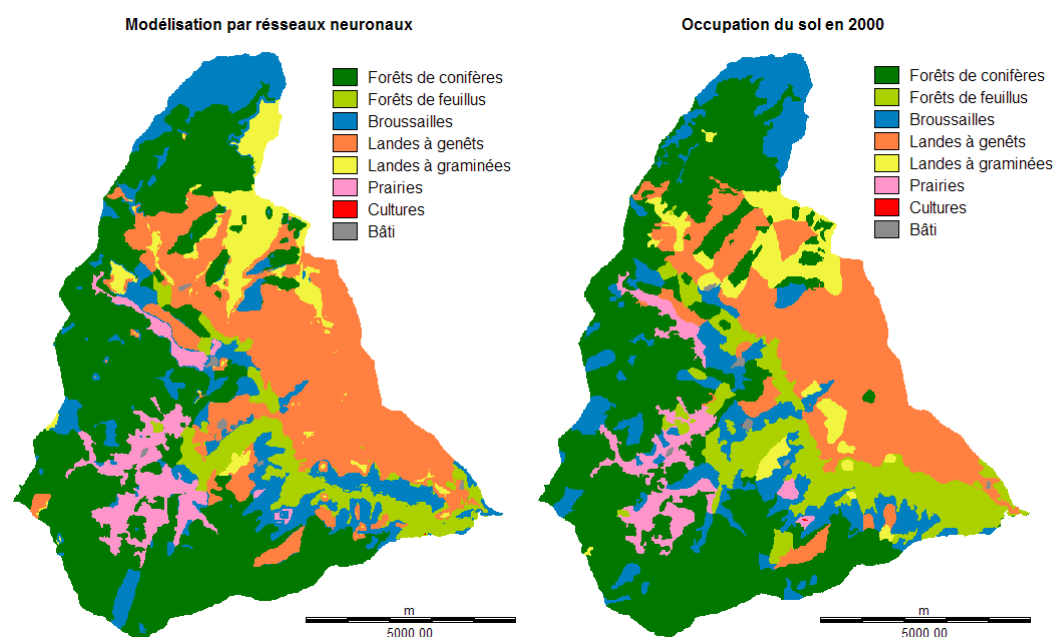 Modélisation par résseaux neuronaux
Forêts de conifères
Forêts de feuillus
Broussailles
Landes à genêts
Landes à graminées
Prairies
Cultures
Bâti
m
5000.00
Occupation du sol en 2000
Forêts de conifères
Forêts de feuillus
Broussailles
Landes à genêts
Landes à graminées
Prairies
Cultures
Bâti
m
5000.00